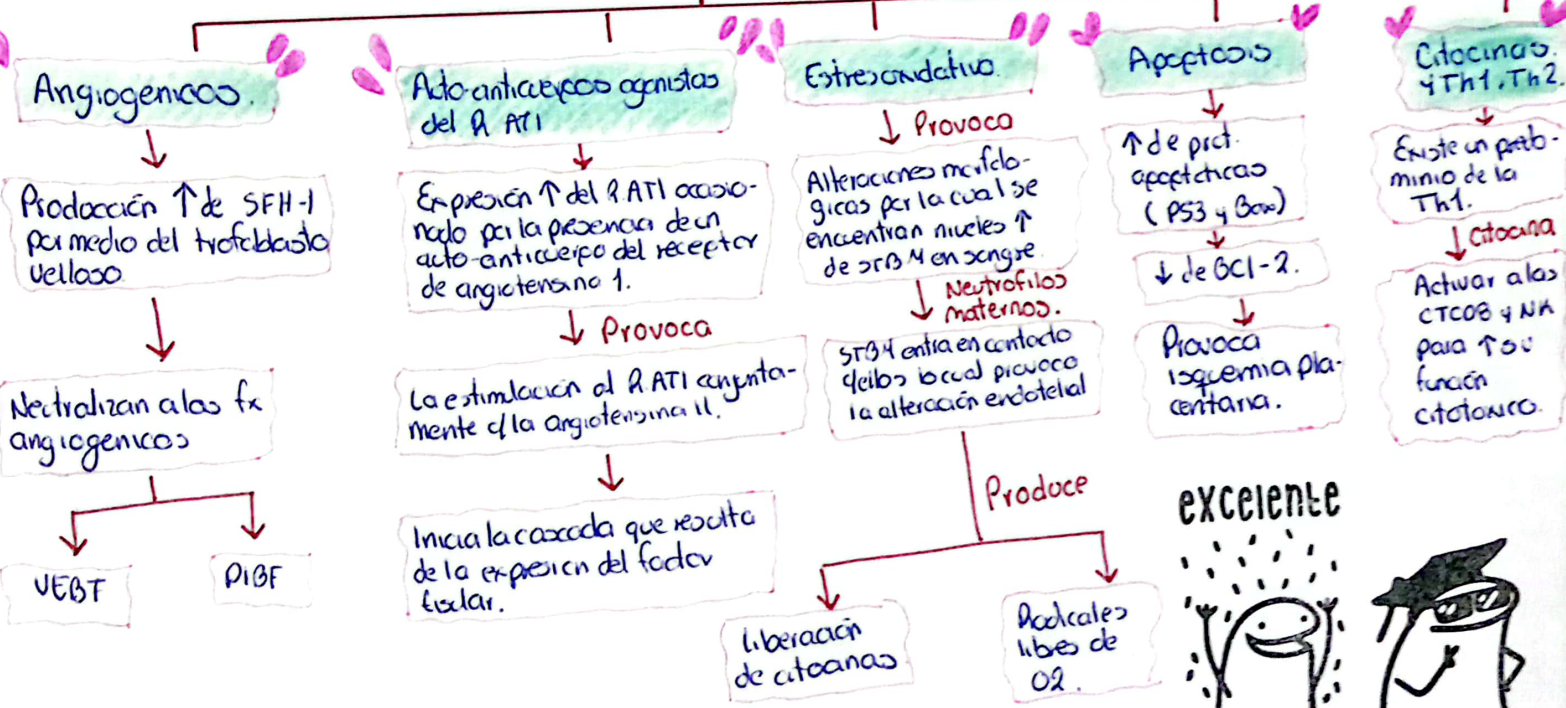 Angiogenicos.
Producción ↑ de SFH-1
por medio del trofoblasto
velloso.
Neutralizan a las fx
angiogenicos
VEBT
PIBF
Auto-anticuerpos agonistas
del R AT1
Expresión ↑ del R.AT1 ocasio-
nado por la presencia de un
auto-anticuerpo del receptor
de angiotensina 1.
Provoca
La estimulación al R.AT1 conjunta-
mente c/la angiotensina II.
Inicia la cascada que resulta
de la expresión del factor
tisular.
Estres oxidativo.
Provoca
Alteraciones morfolo-
gicas por la cual se
encuentran niveles ↑
de STBM en sangre.
Neutrofilos
maternos.
STBM entra en contacto
c/ellos lo cual provoca
la alteración endotelial
Produce
liberación
de citocinas
Radicales
libres de
O2.
Apoptosis
↑ de prot.
apoptoticas
(P53 y Bax)
↓ de BCl-2.
Provoca
isquemia pla-
centaria.
Citocinas
y Th1, Th2
Existe un predo-
minio de la
Th1.
Citocina
Activar a las
CTCD8 y NK
para ↑ su
función
citotoxica.
excelente